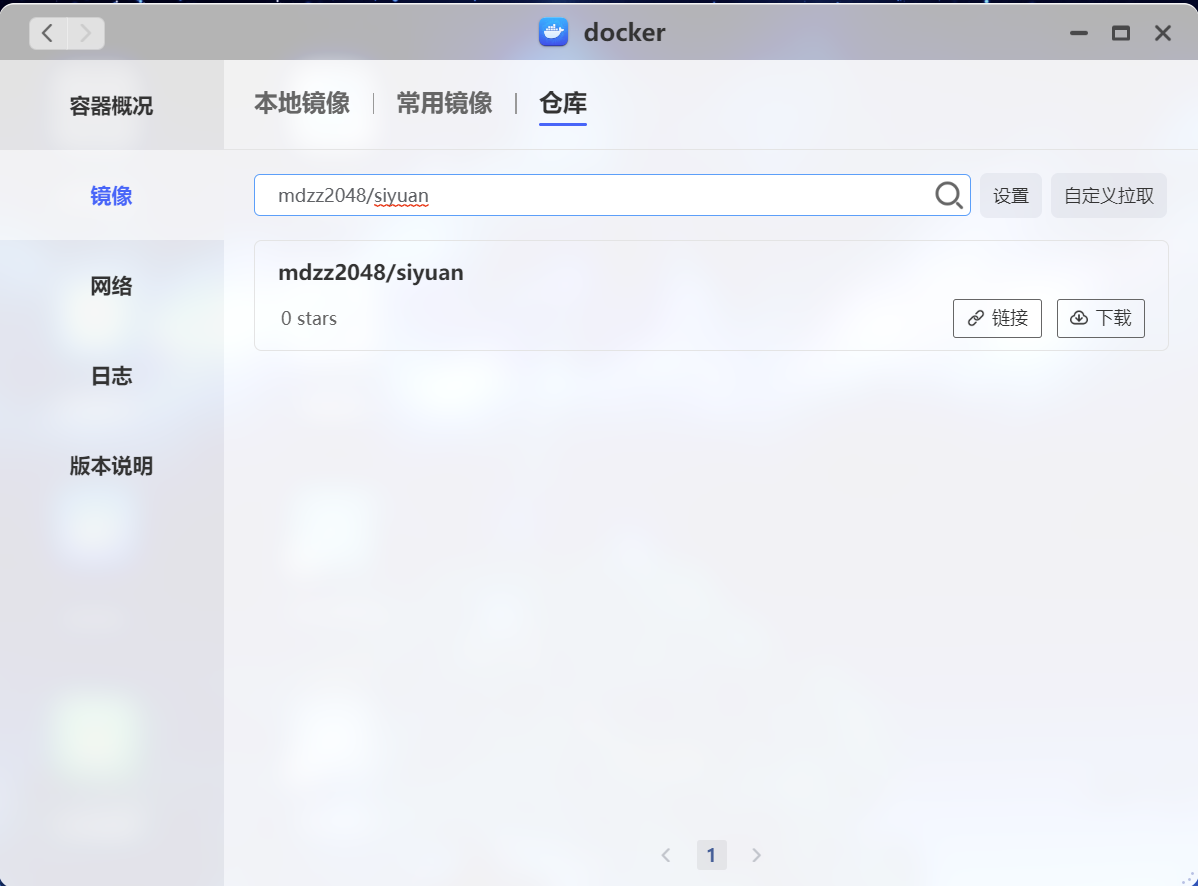 docker
容器概况
镜像
网络
日志
版本说明
本地镜像 | 常用镜像 | 仓库
mdzz2048/siyuan
设置
自定义拉取
mdzz2048/siyuan
0 stars
链接
下载
1